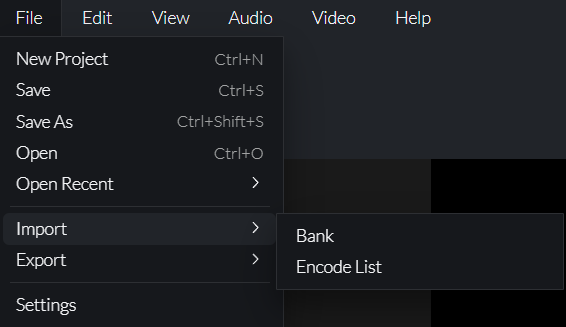 File Edit View Audio Video Help
New Project Ctrl+N
Save Ctrl+S
Save As Ctrl+Shift+S
Open Ctrl+O
Open Recent
Import
Export
Settings
Bank
Encode List